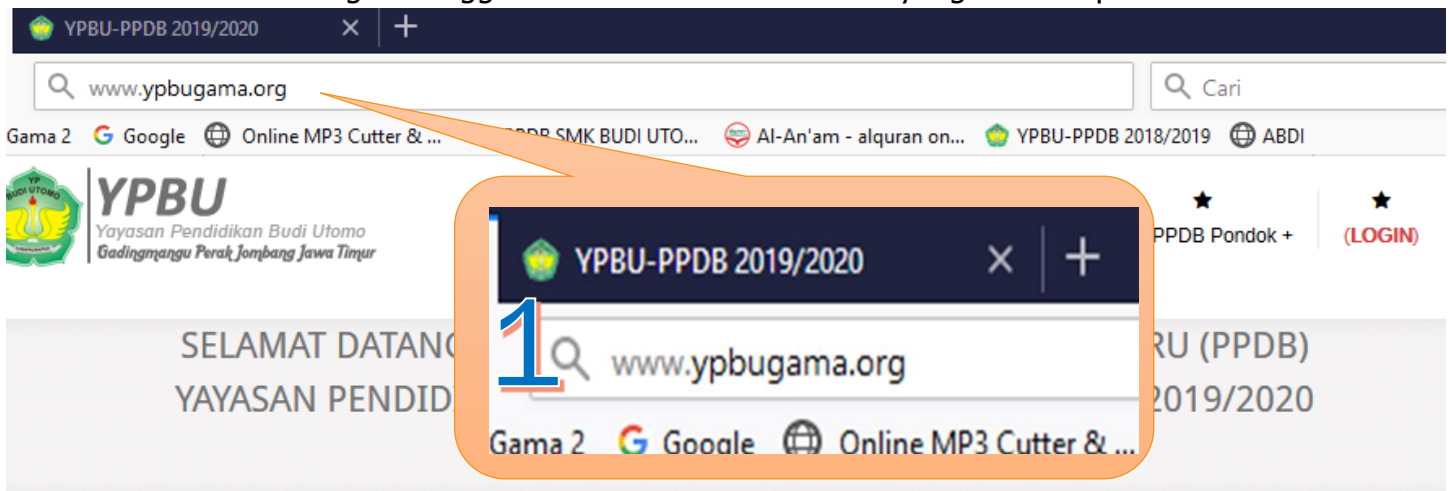 YPBU-PPDB 2019/2020
www.ypbugama.org
Cari
Gama 2 Google Online MP3 Cutter & ... PPDB SMK BUDI UTO... Al-An'am - alquran on... YPBU-PPDB 2018/2019 ABDI
YPBU
Yayasan Pendidikan Budi Utomo
Gadingmangu Perak Jombang Jawa Timur
PPDB Pondok +
(LOGIN)
SELAMAT DATANG RU (PPDB)
YAYASAN PENDID 2019/2020
YPBU-PPDB 2019/2020
1
www.ypbugama.org
Gama 2 Google Online MP3 Cutter & ...